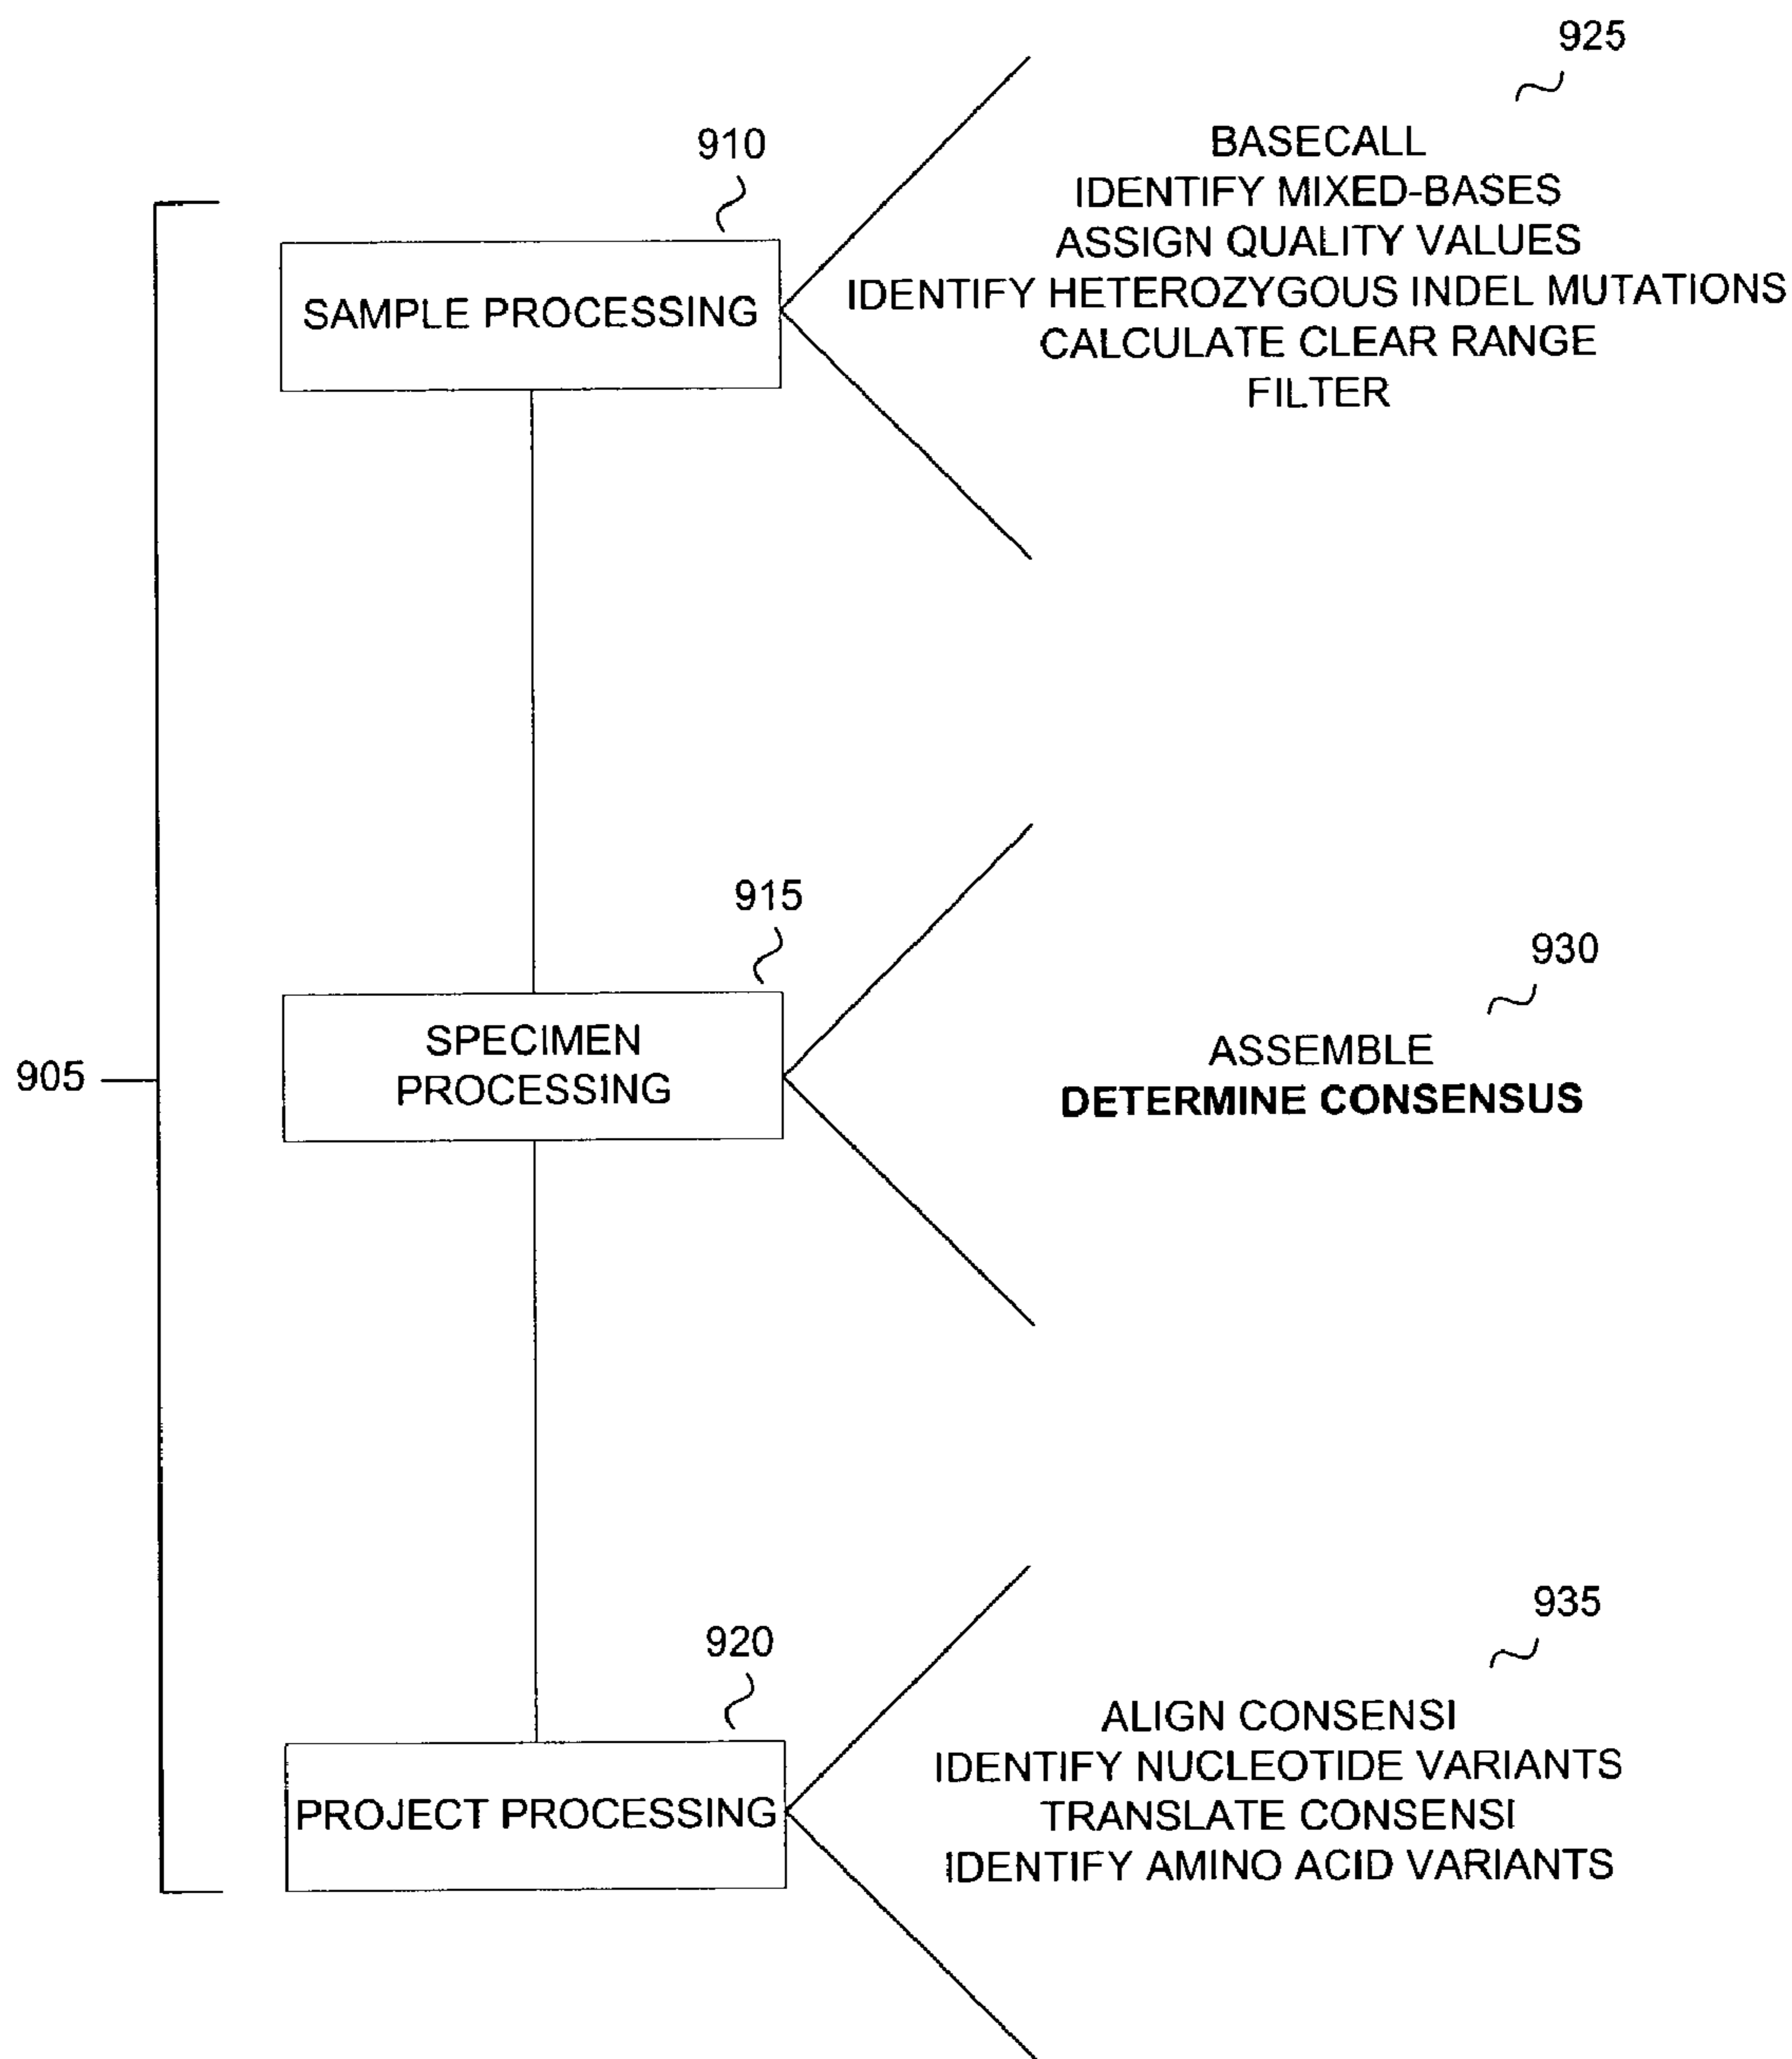 925
910
BASECALL
IDENTIFY MIXED-BASES
ASSIGN QUALITY VALUES
IDENTIFY HETEROZYGOUS INDEL MUTATIONS
CALCULATE CLEAR RANGE
FILTER
SAMPLE PROCESSING
915
930
SPECIMEN
PROCESSING
ASSEMBLE
DETERMINE CONSENSUS
905
920
935
PROJECT PROCESSING
ALIGN CONSENSI
IDENTIFY NUCLEOTIDE VARIANTS
TRANSLATE CONSENSI
IDENTIFY AMINO ACID VARIANTS